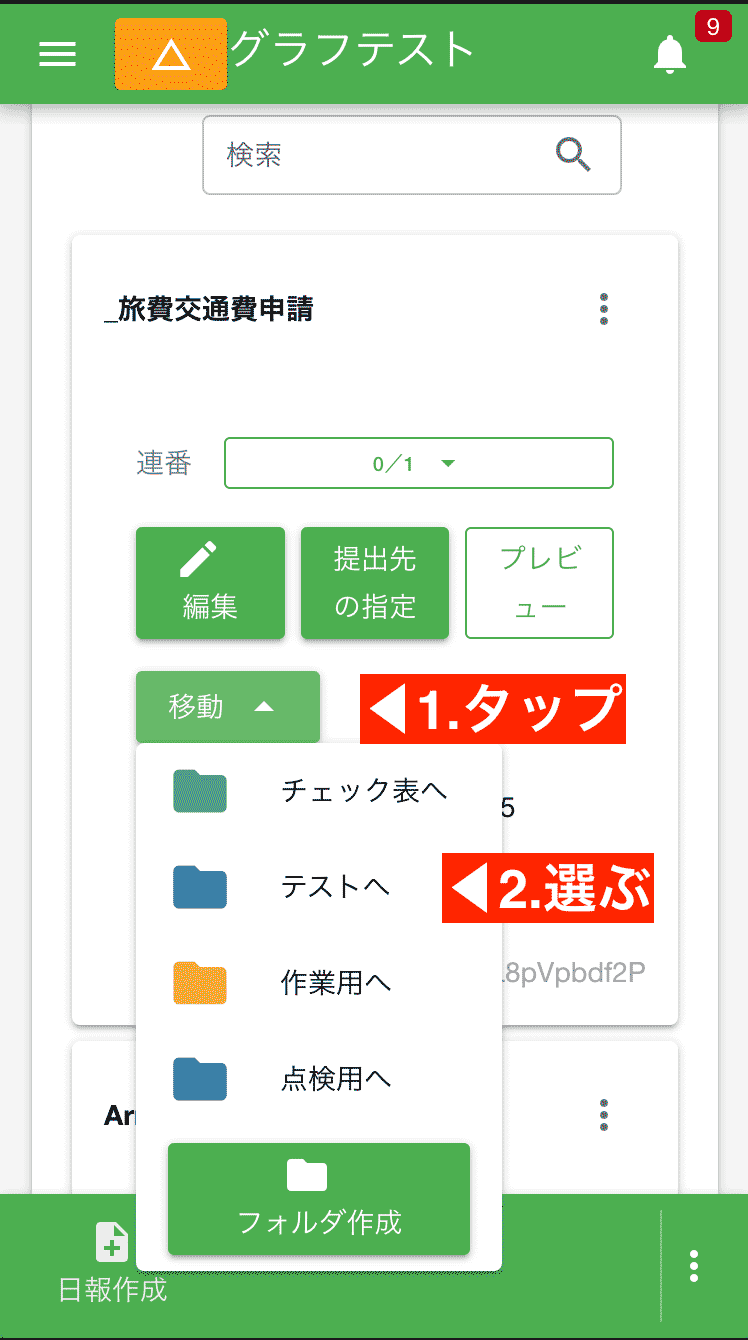 グラフテスト
9
検索
_旅費交通費申請
連番
0/1
編集
提出先
の指定
プレビ
ュー
移動
1.タップ
チェック表へ
5
テストへ
2.選ぶ
作業用へ
8pVpbdf2P
点検用へ
フォルダ作成
日報作成